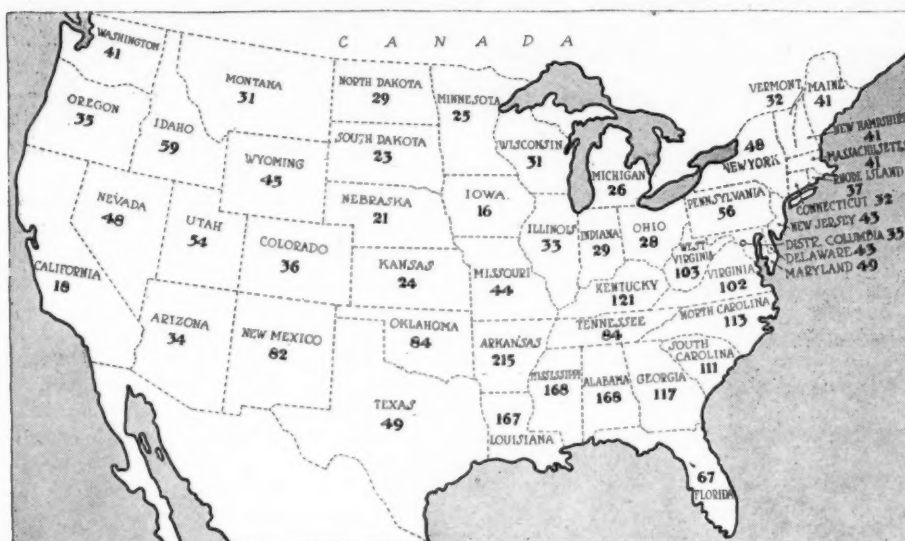 C A N A D A
WASHINGTON
41
OREGON
35
IDAHO
59
MONTANA
31
NORTH DAKOTA
29
MINNESOTA
25
SOUTH DAKOTA
23
WISCONSIN
31
WYOMING
45
NEBRASKA
21
IOWA
16
MICHIGAN
26
NEVADA
48
UTAH
54
COLORADO
36
KANSAS
24
MISSOURI
44
ILLINOIS
33
INDIANA
29
OHIO
28
PENNSYLVANIA
56
VERMONT
32
MAINE
41
48
NEW YORK
NEW HAMPSHIRE
41
MASSACHUSETTS
41
RHODE ISLAND
37
CONNECTICUT 32
NEW JERSEY 43
DISTR. COLUMBIA 35
DELAWARE 43
MARYLAND 49
WEST
VIRGINIA
103
VIRGINIA
102
KENTUCKY
121
CALIFORNIA
18
ARIZONA
34
NEW MEXICO
82
OKLAHOMA
84
ARKANSAS
215
TENNESSEE
84
NORTH CAROLINA
113
SOUTH
CAROLINA
111
MISSISSIPPI
168
ALABAMA
168
GEORGIA
117
TEXAS
49
167
LOUISIANA
67
FLORIDA